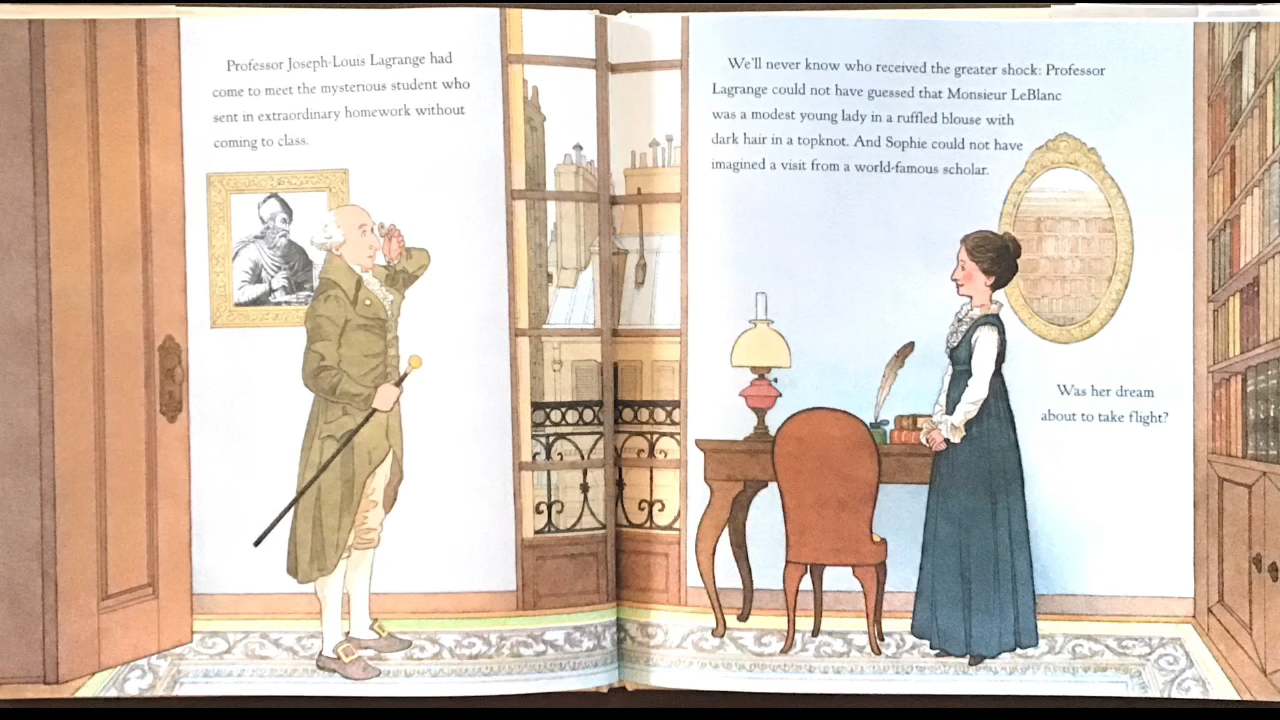 Professor Joseph-Louis Lagrange had
come to meet the mysterious student who
sent in extraordinary homework without
coming to class.
We'll never know who received the greater shock: Professor
Lagrange could not have guessed that Monsieur LeBlanc
was a modest young lady in a ruffled blouse with
dark hair in a topknot. And Sophie could not have
imagined a visit from a world-famous scholar.
Was her dream
about to take flight?